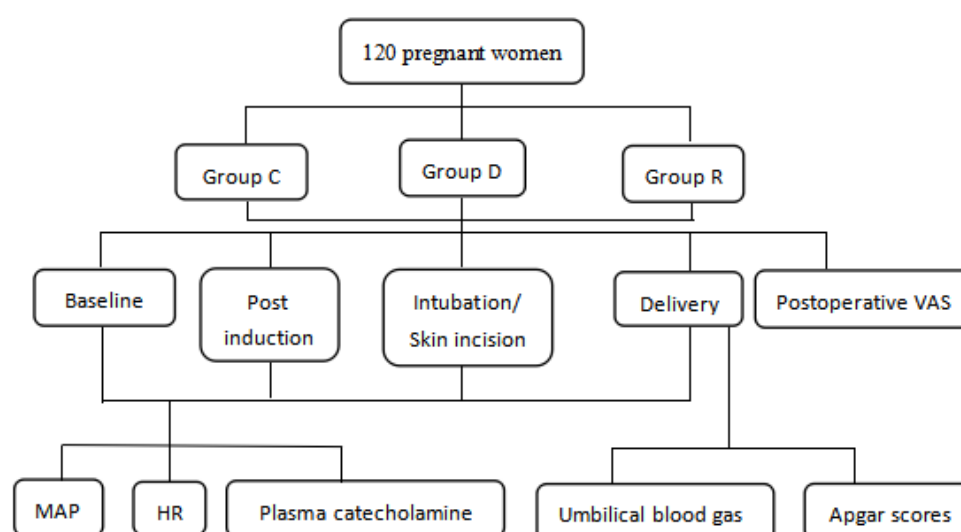 120 pregnant women
Group C
Group D
Group R
Baseline
Post
induction
Intubation/
Skin incision
Delivery
Postoperative VAS
MAP
HR
Plasma catecholamine
Umbilical blood gas
Apgar scores